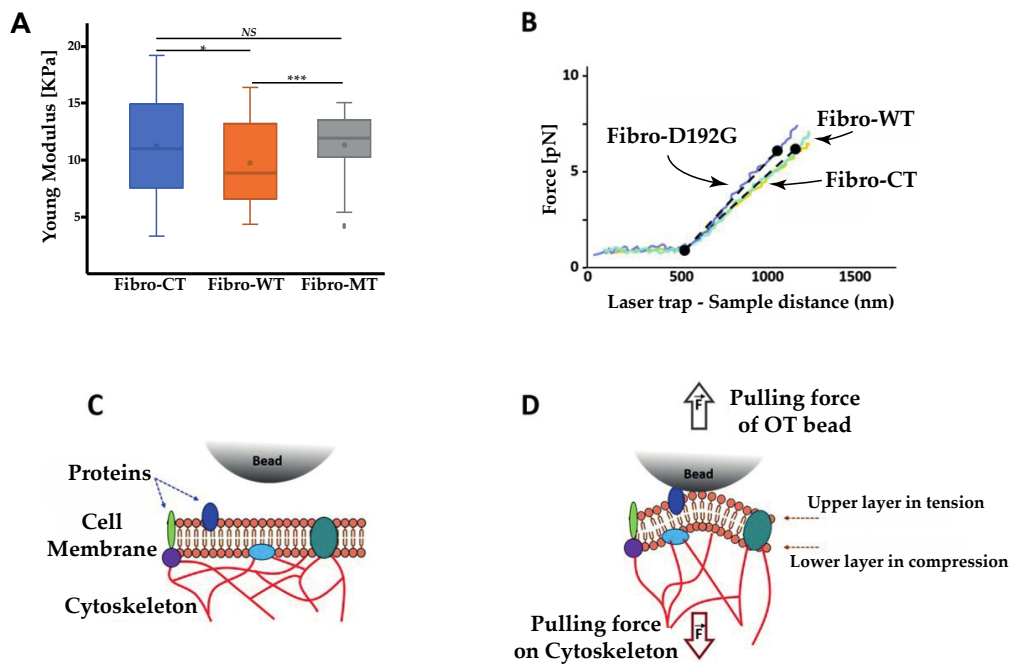 A
Young Modulus [KPa]
20
15
10
5
NS
*
***
Fibro-CT
Fibro-WT
Fibro-MT
B
Force [pN]
10
5
0
Fibro-D192G
Fibro-WT
Fibro-CT
0
500
1000
1500
Laser trap - Sample distance (nm)
C
Bead
Proteins
Cell
Membrane
Cytoskeleton
D
F
Pulling force
of OT bead
Bead
Upper layer in tension
Lower layer in compression
Pulling force
on Cytoskeleton
F